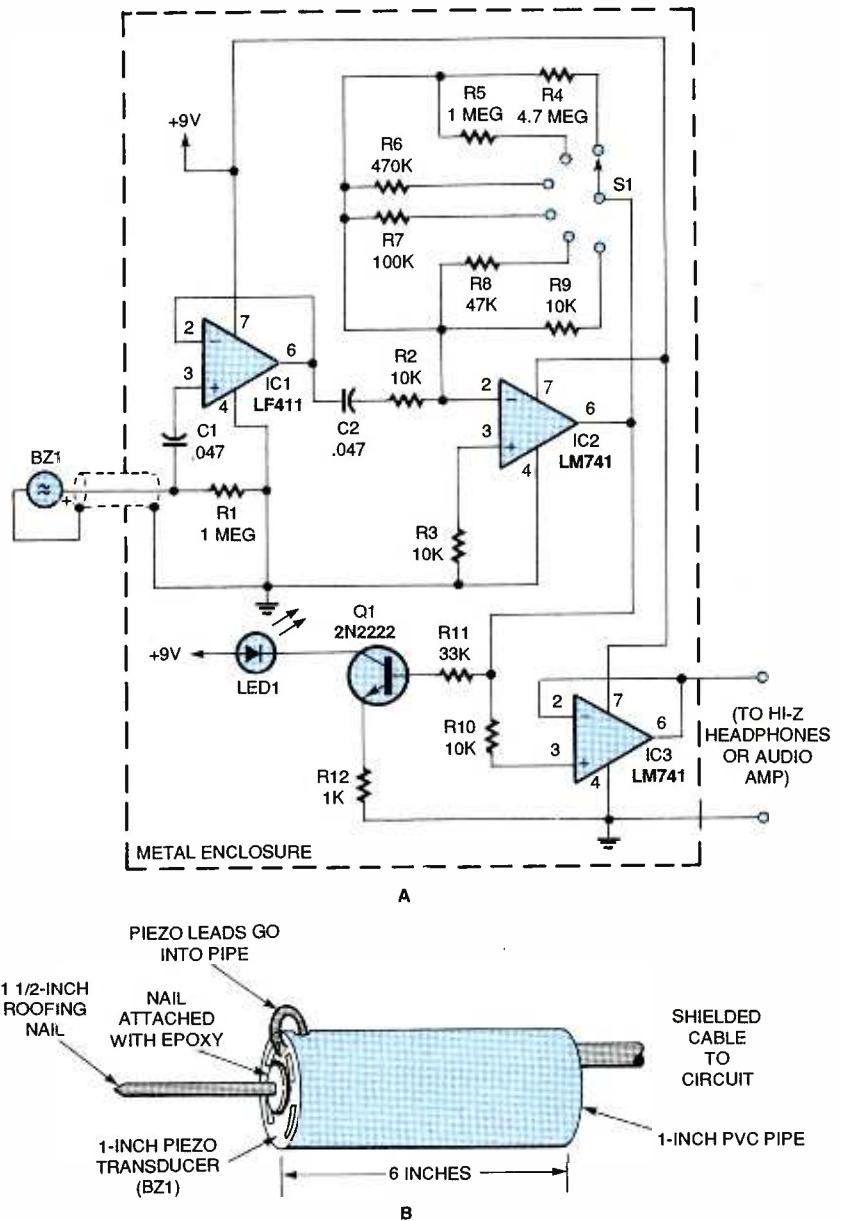 +9V
R5
1 MEG
R4
4.7 MEG
R6
470K
S1
R7
100K
R8
47K
R9
10K
2
7
6
3
4
IC1
LF411
R2
10K
C2
.047
2
7
6
3
4
IC2
LM741
C1
.047
BZ1
+
R1
1 MEG
R3
10K
Q1
2N2222
+9V
LED1
R11
33K
R10
10K
R12
1K
2
7
6
3
4
IC3
LM741
(TO HI-Z
HEADPHONES
OR AUDIO
AMP)
METAL ENCLOSURE
A
PIEZO LEADS GO
INTO PIPE
1 1/2-INCH
ROOFING
NAIL
NAIL
ATTACHED
WITH EPOXY
SHIELDED
CABLE
TO
CIRCUIT
1-INCH PIEZO
TRANSDUCER
(BZ1)
6 INCHES
1-INCH PVC PIPE
B